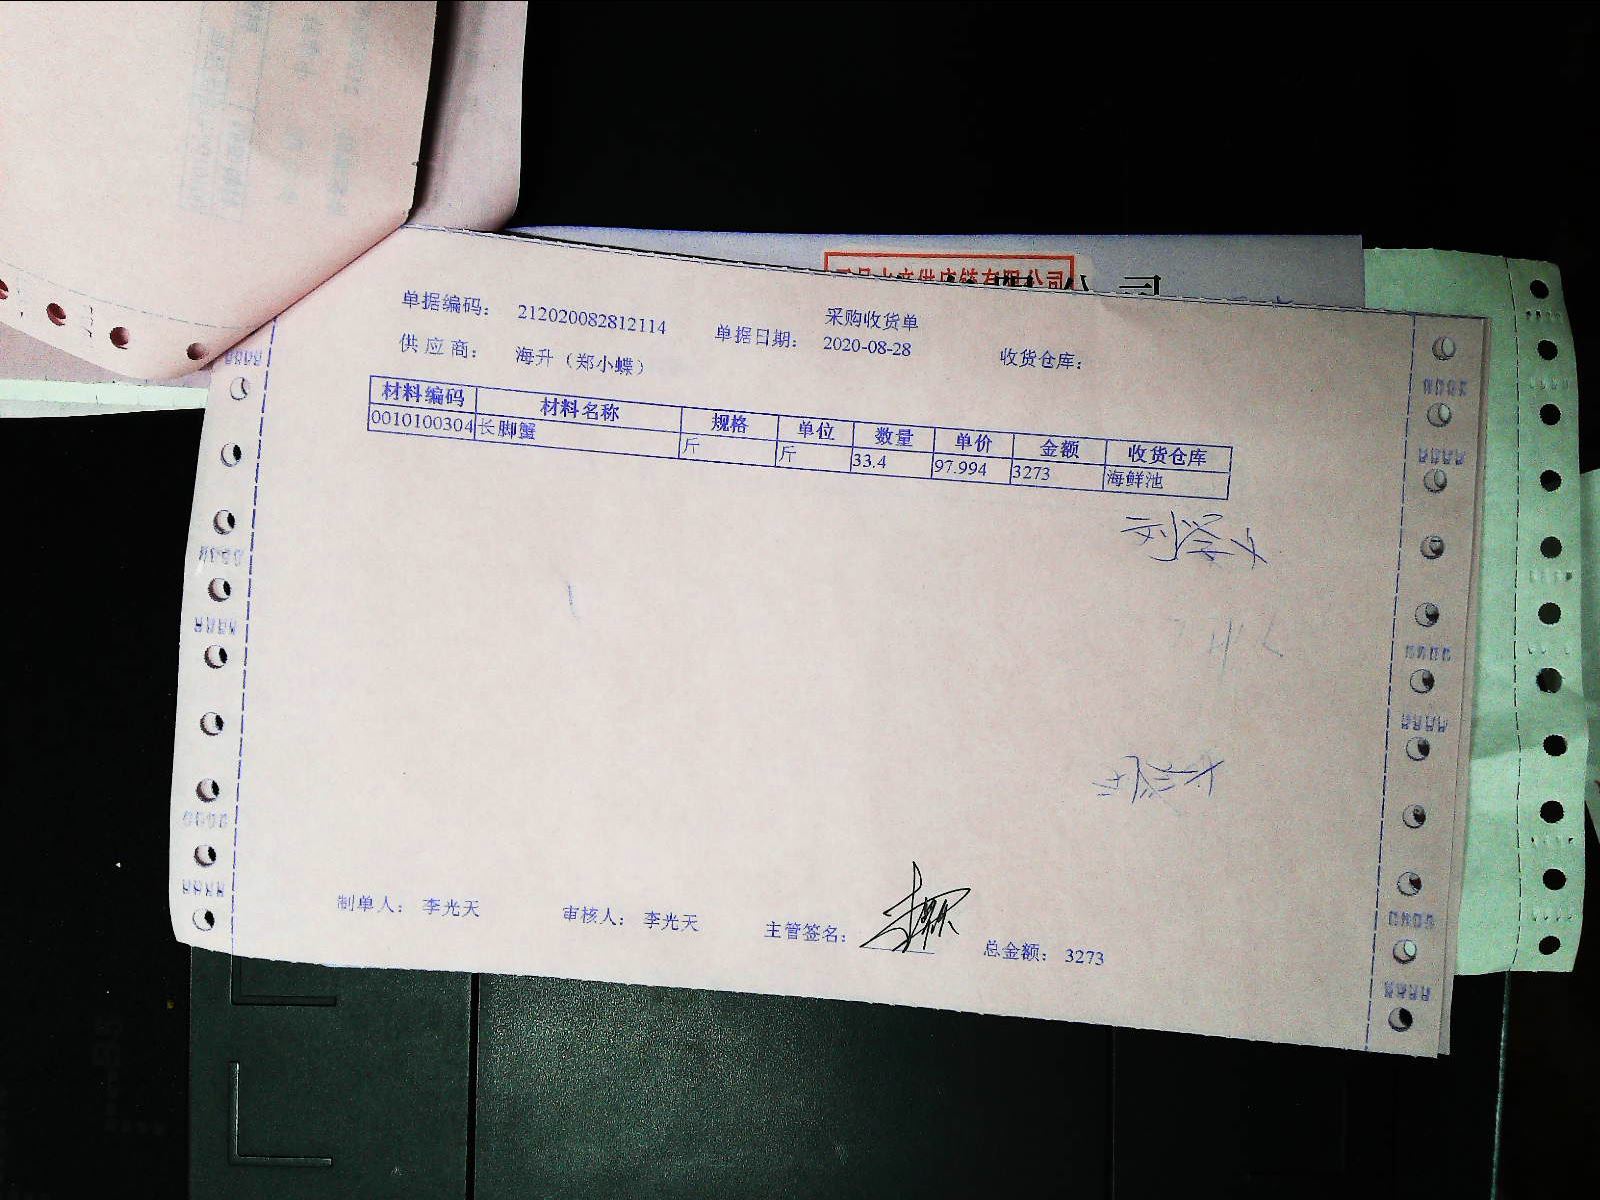 采购收货单
单据编码: 212020082812114 单据日期: 2020-08-28 收货仓库:
供应商: 海升（郑小蝶）
材料编码 材料名称 规格 单位 数量 单价 金额 收货仓库
0010100304 长脚蟹 斤 斤 33.4 97.994 3273 海鲜池
制单人: 李光天 审核人: 李光天 主管签名: 总金额: 3273